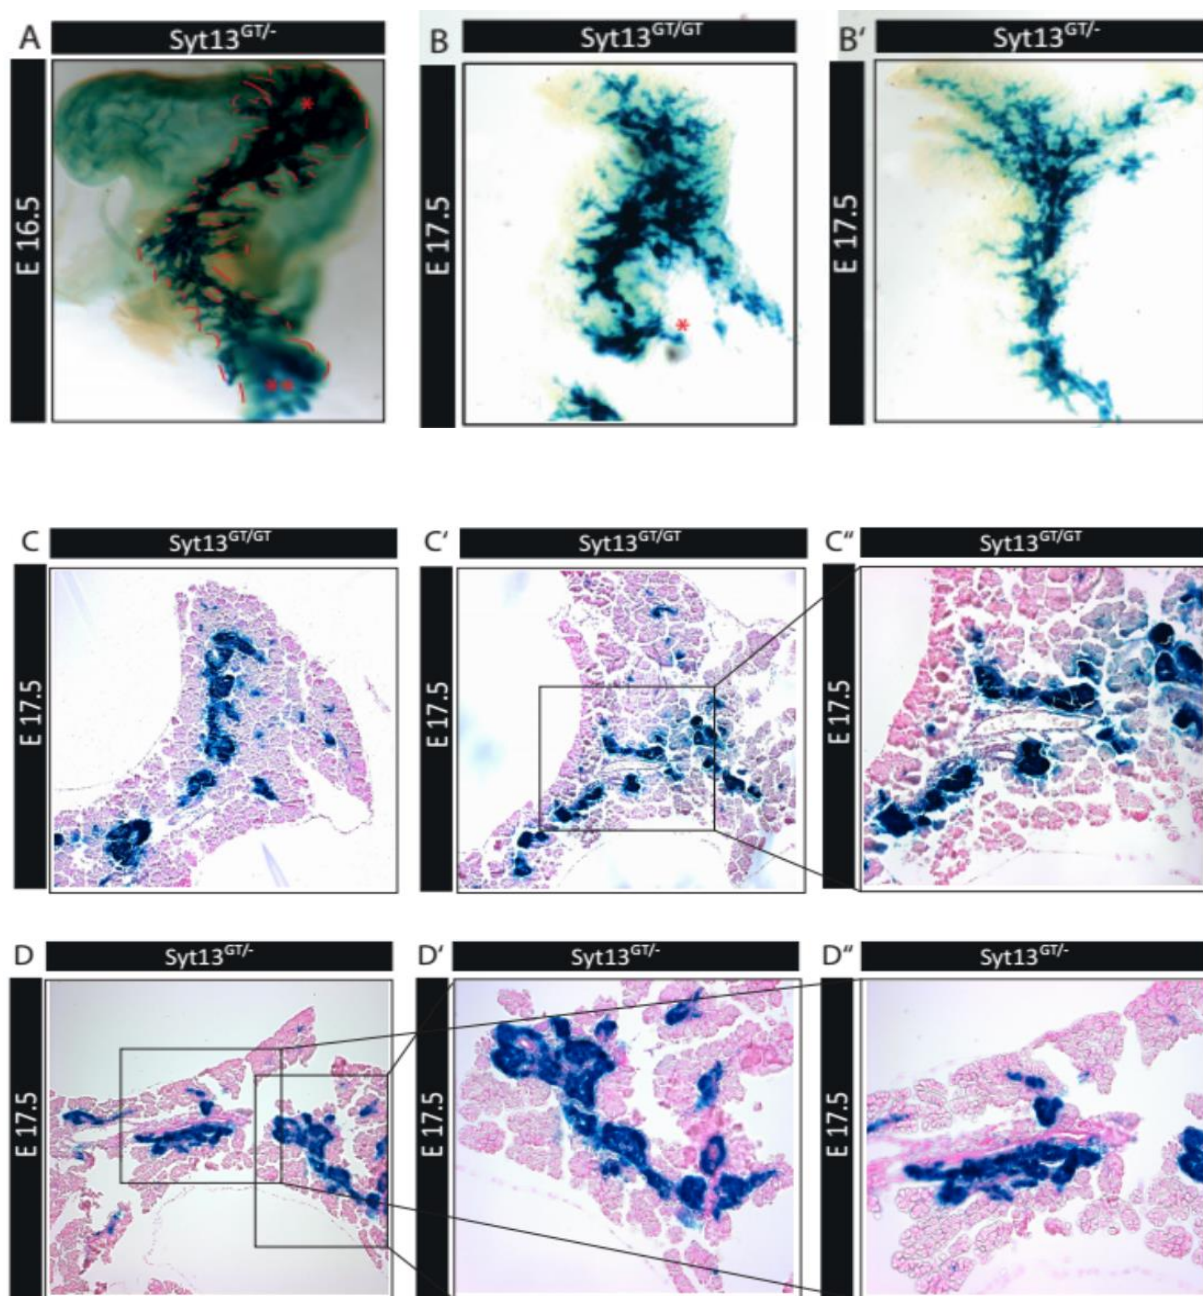 A
Syt13GT/-
E 16.5
*
**
B
Syt13GT/GT
E 17.5
*
B'
Syt13GT/-
E 17.5
C
Syt13GT/GT
E 17.5
C'
Syt13GT/GT
E 17.5
C"
Syt13GT/GT
E 17.5
D
Syt13GT/-
E 17.5
D'
Syt13GT/-
E 17.5
D"
Syt13GT/-
E 17.5